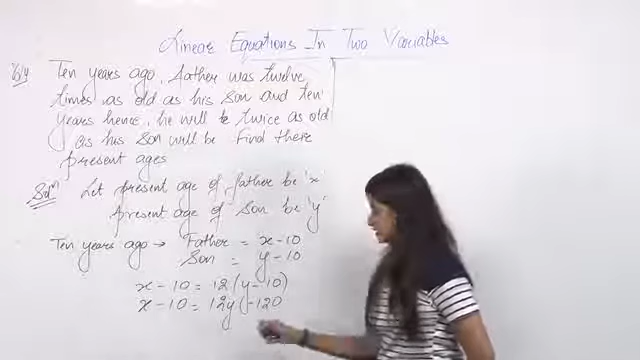 Linear Equations In Two Variables
Ten years ago, father was twelve
times as old as his son and ten
years hence, he will be twice as old
as his son will be Find there
present ages
Solⁿ Let present age of father be 'x'
present age of son be 'y'
Ten years ago → Father = x-10
Son = y-10
x-10 = 12(y-10)
x-10 = 12y(-120